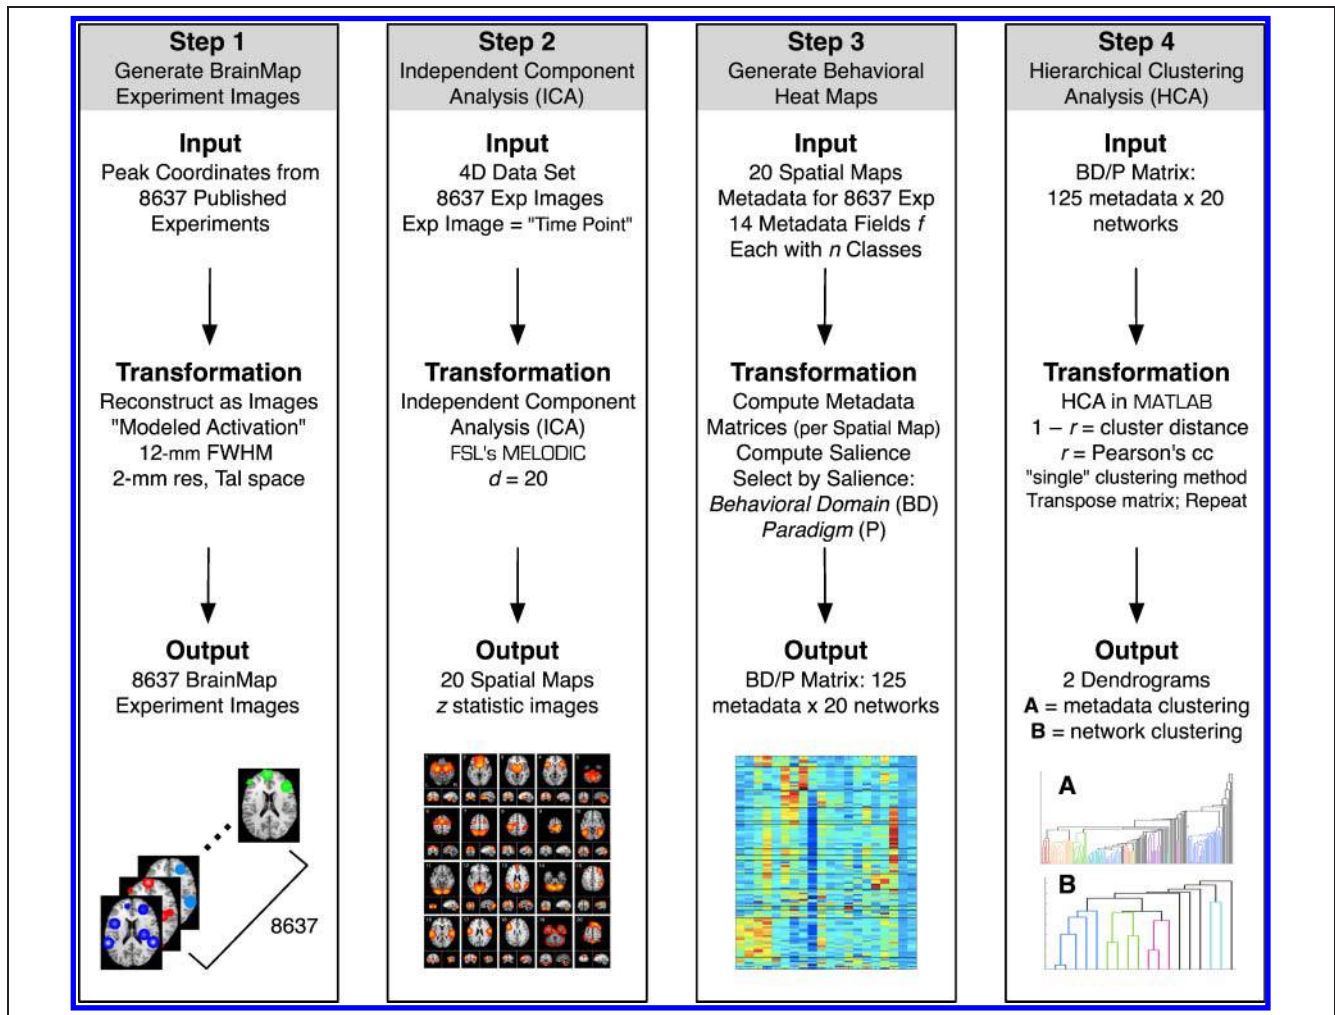 Step 1
Generate BrainMap
Experiment Images
Input
Peak Coordinates from
8637 Published
Experiments
Transformation
Reconstruct as Images
"Modeled Activation"
12-mm FWHM
2-mm res, Tal space
Output
8637 BrainMap
Experiment Images
8637
Step 2
Independent Component
Analysis (ICA)
Input
4D Data Set
8637 Exp Images
Exp Image = "Time Point"
Transformation
Independent Component
Analysis (ICA)
FSL's MELODIC
d = 20
Output
20 Spatial Maps
z statistic images
Step 3
Generate Behavioral
Heat Maps
Input
20 Spatial Maps
Metadata for 8637 Exp
14 Metadata Fields f
Each with n Classes
Transformation
Compute Metadata
Matrices (per Spatial Map)
Compute Salience
Select by Salience:
Behavioral Domain (BD)
Paradigm (P)
Output
BD/P Matrix: 125
metadata x 20 networks
Step 4
Hierarchical Clustering
Analysis (HCA)
Input
BD/P Matrix:
125 metadata x 20
networks
Transformation
HCA in MATLAB
1 – r = cluster distance
r = Pearson's cc
"single" clustering method
Transpose matrix; Repeat
Output
2 Dendrograms
A = metadata clustering
B = network clustering
A
B